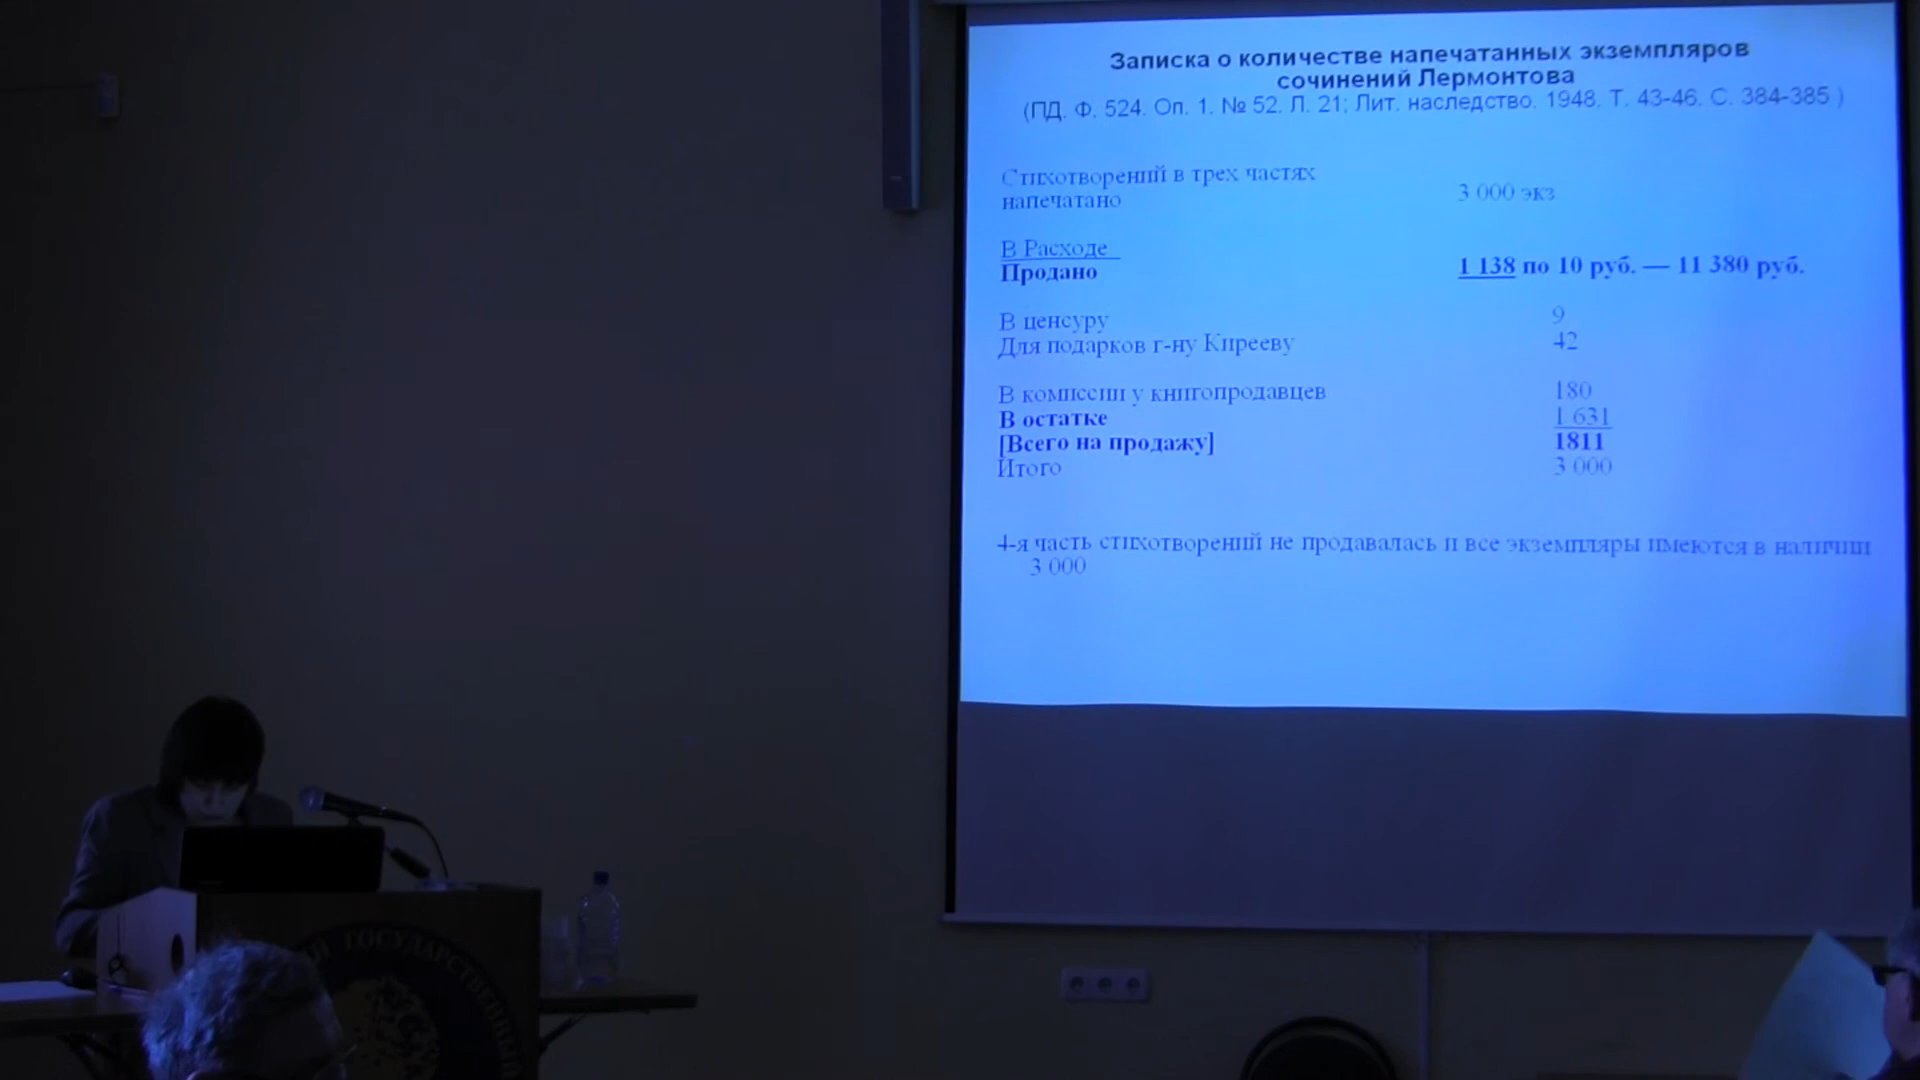 Записка о количестве напечатанных экземпляров
сочинений Лермонтова
(ПД. Ф. 524. Оп. 1. № 52. Л. 21; Лит. наследство. 1948. Т. 43-46. С. 384-385 )
Стихотворений в трех частях
напечатано 3 000 экз
В Расходе
Продано 1 138 по 10 руб. — 11 380 руб.
В ценсуру 9
Для подарков г-ну Кирееву 42
В комиссии у книгопродавцев 180
В остатке 1 631
[Всего на продажу] 1811
Итого 3 000
4-я часть стихотворений не продавалась и все экземпляры имеются в наличии
3 000
ГОСУДАРСТВЕННЫЙ